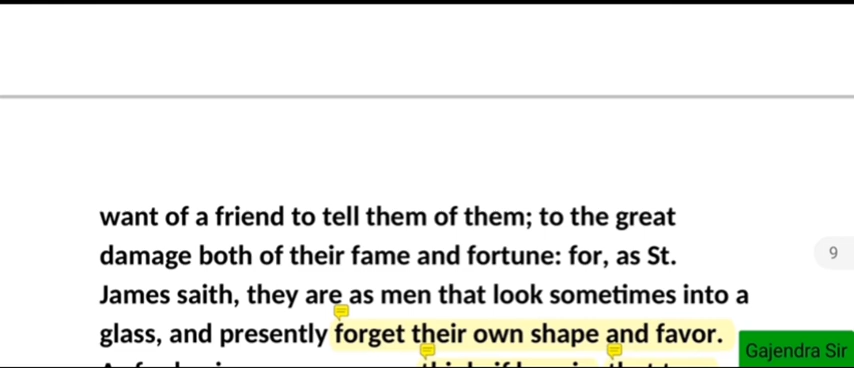 want of a friend to tell them of them; to the great
damage both of their fame and fortune: for, as St.
9
James saith, they are as men that look sometimes into a
glass, and presently forget their own shape and favor.
Gajendra Sir